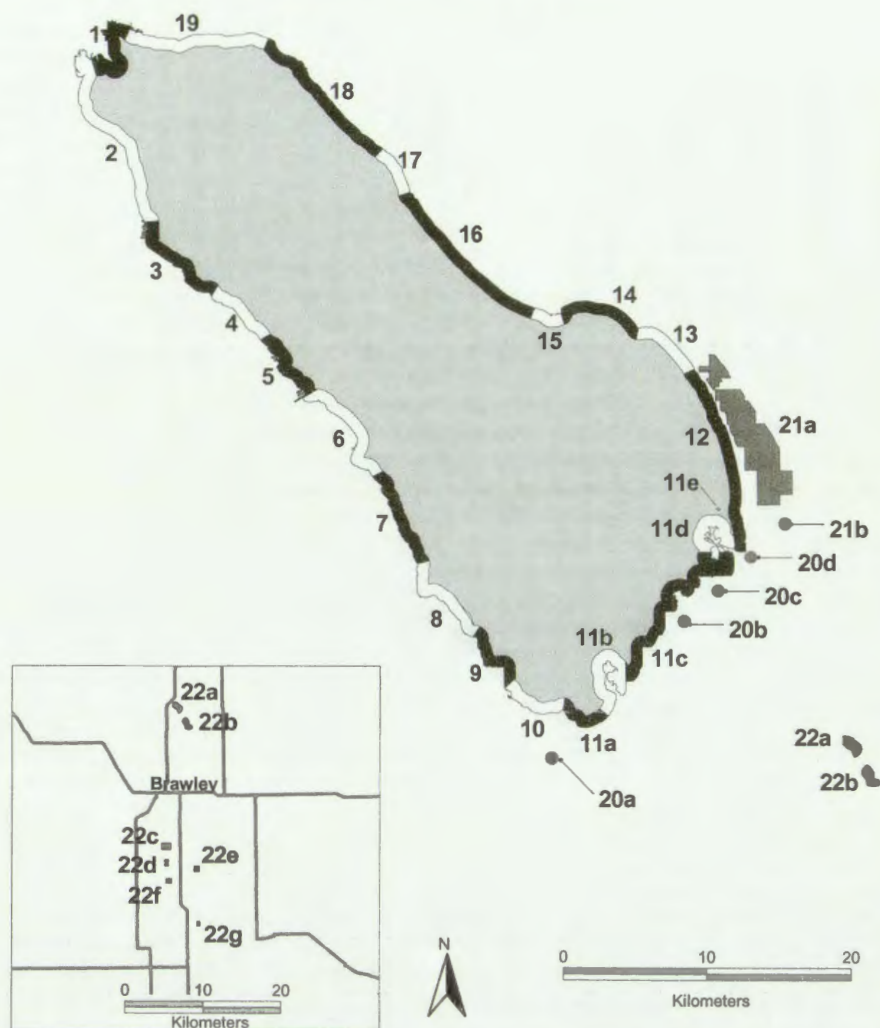 1
19
18
2
17
16
3
14
4
15
13
5
21a
12
6
11e
7
11d
21b
20d
20c
8
11b
20b
11c
9
10
11a
22a
22b
20a
22a
22b
Brawley
22c
22d
22e
22f
22g
N
0 10 20
Kilometers
0 10 20
Kilometers